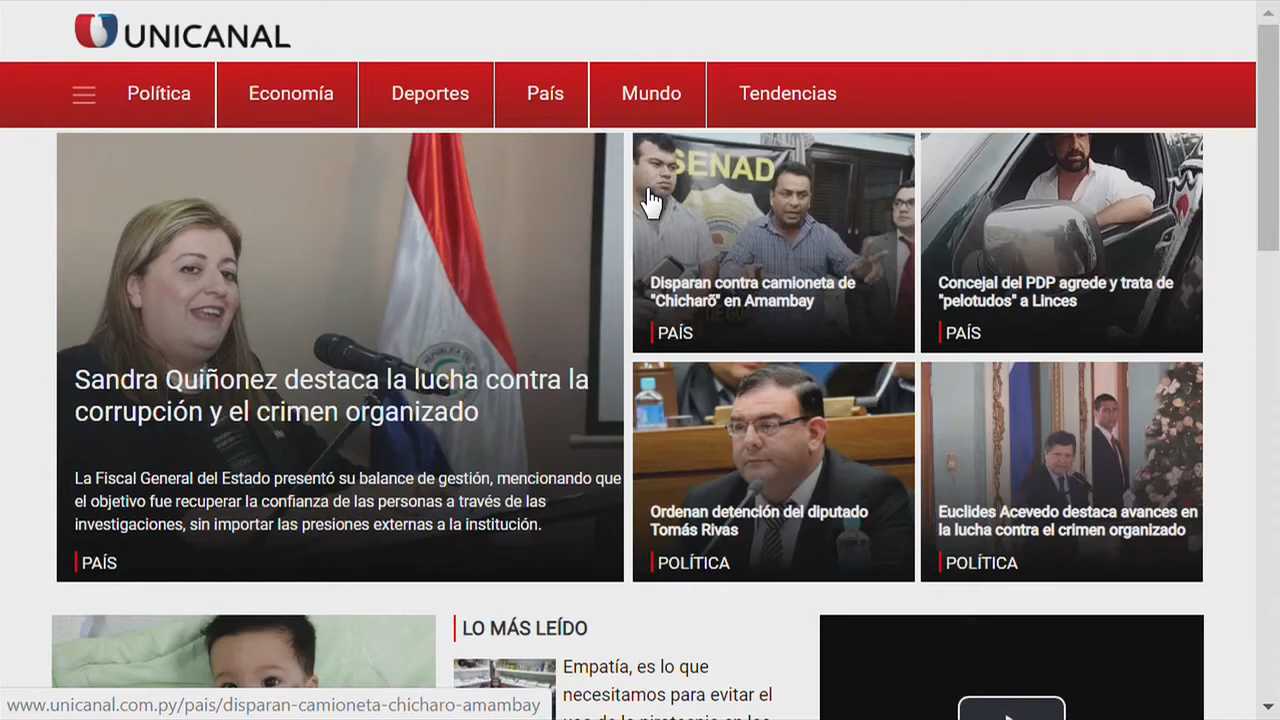 UNICANAL
Política
Economía
Deportes
País
Mundo
Tendencias
SENAD
Sandra Quiñonez destaca la lucha contra la
corrupción y el crimen organizado
La Fiscal General del Estado presentó su balance de gestión, mencionando que
el objetivo fue recuperar la confianza de las personas a través de las
investigaciones, sin importar las presiones externas a la institución.
PAÍS
Disparan contra camioneta de
"Chicharõ" en Amambay
PAÍS
Concejal del PDP agrede y trata de
"pelotudos" a Linces
PAÍS
Ordenan detención del diputado
Tomás Rivas
POLÍTICA
Euclides Acevedo destaca avances en
la lucha contra el crimen organizado
POLÍTICA
LO MÁS LEÍDO
Empatía, es lo que
necesitamos para evitar el
www.unicanal.com.py/pais/disparan-camioneta-chicharo-amambay